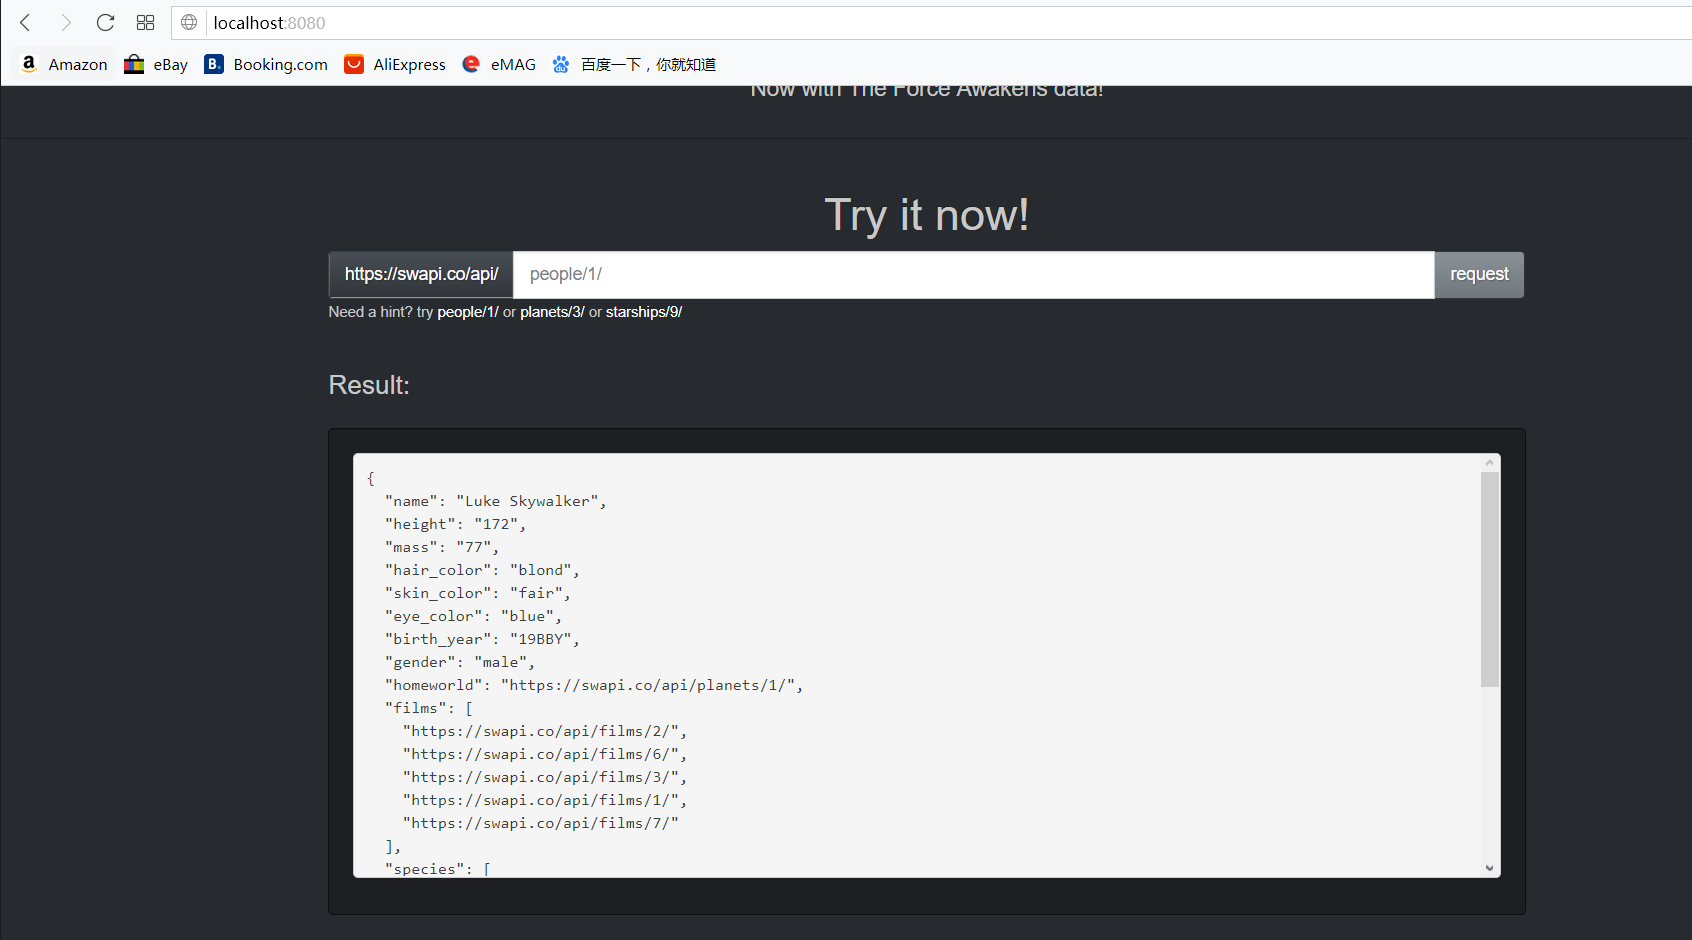 localhost:8080
Amazon eBay Booking.com AliExpress eMAG 百度一下，你就知道
Now with The Force Awakens data!
Try it now!
https://swapi.co/api/ people/1/ request
Need a hint? try people/1/ or planets/3/ or starships/9/
Result:
{
  "name": "Luke Skywalker",
  "height": "172",
  "mass": "77",
  "hair_color": "blond",
  "skin_color": "fair",
  "eye_color": "blue",
  "birth_year": "19BBY",
  "gender": "male",
  "homeworld": "https://swapi.co/api/planets/1/",
  "films": [
    "https://swapi.co/api/films/2/",
    "https://swapi.co/api/films/6/",
    "https://swapi.co/api/films/3/",
    "https://swapi.co/api/films/1/",
    "https://swapi.co/api/films/7/"
  ],
  "species": [